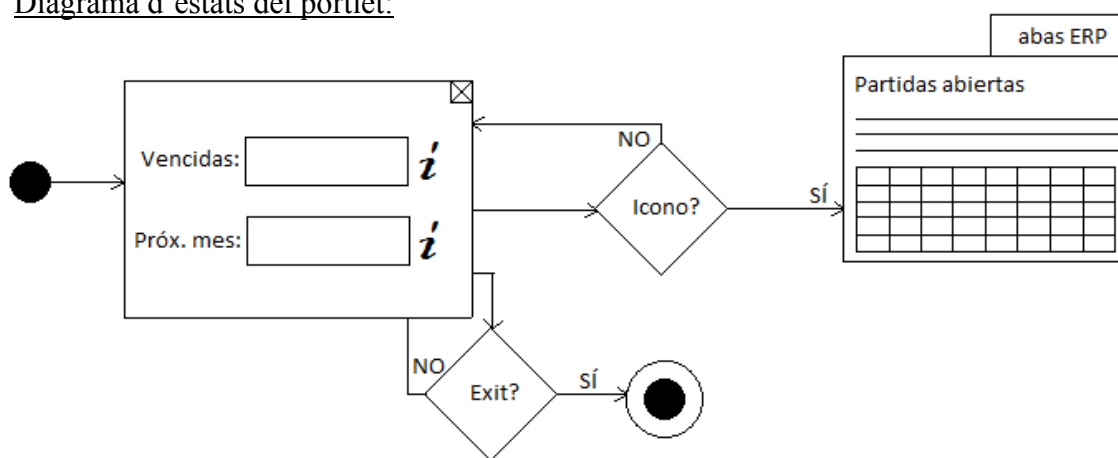 Diagrama d'estats del portlet:
abas ERP
Partidas abiertas
Vencidas:
i
NO
Icono?
SÍ
Próx. mes:
i
NO
Exit?
SÍ